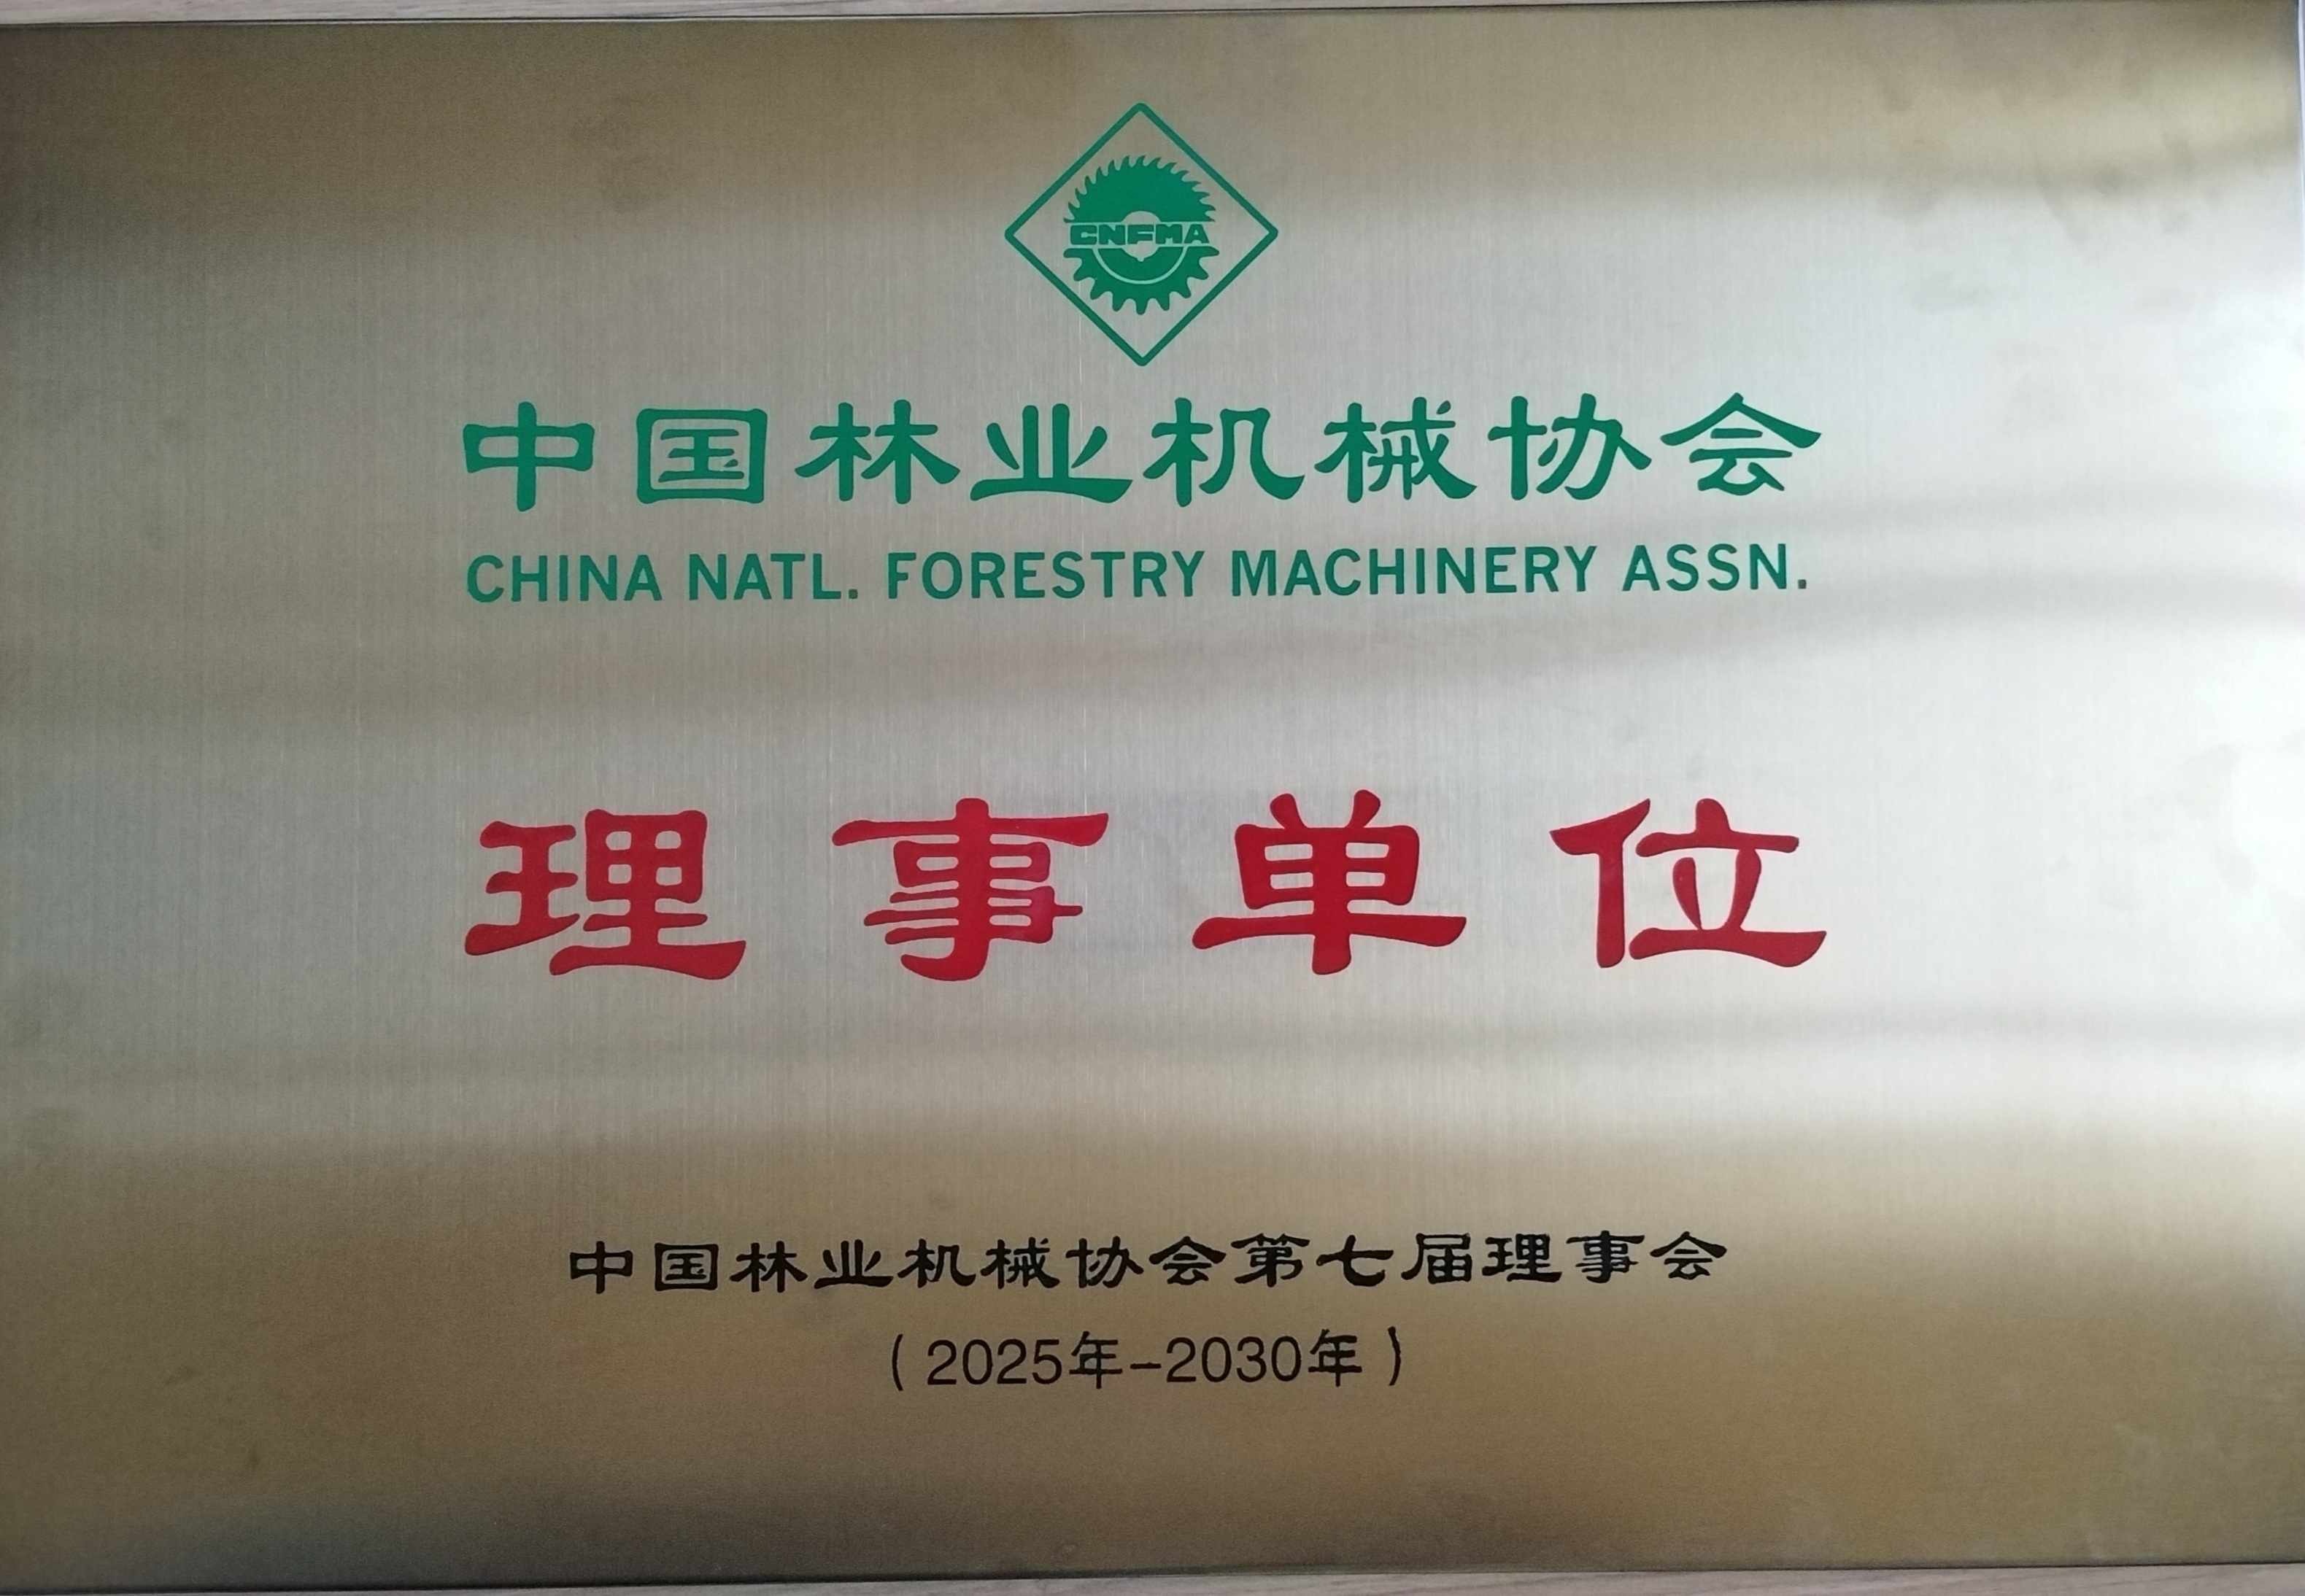 CNFMA
中国林业机械协会
CHINA NATL. FORESTRY MACHINERY ASSN.
理事单位
中国林业机械协会第七届理事会
（2025年-2030年）